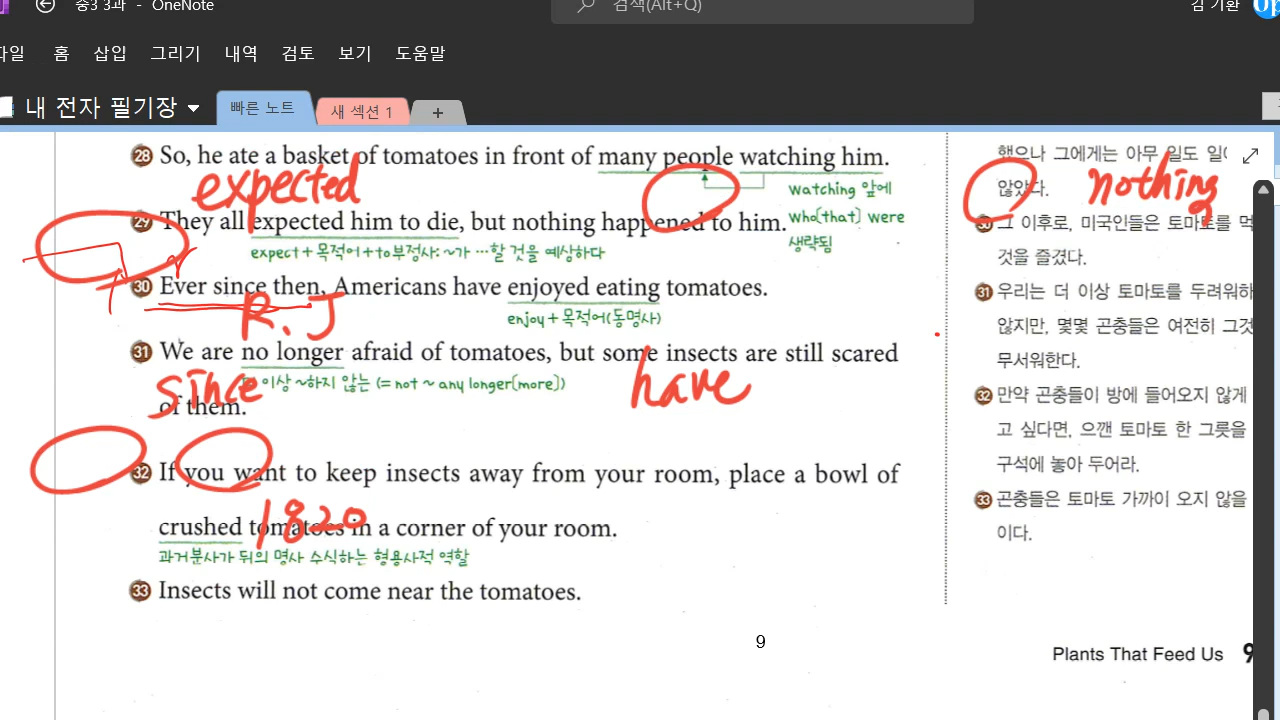 중3 3과 - OneNote
검색(Alt+Q)
김 기환
파일 홈 삽입 그리기 내역 검토 보기 도움말
내 전자 필기장
빠른 노트
새 섹션 1
28 So, he ate a basket of tomatoes in front of many people watching him.
expected
watching 앞에
who(that) were
생략됨
29 They all expected him to die, but nothing happened to him.
expect + 목적어 + to부정사: ~가 …할 것을 예상하다
30 Ever since then, Americans have enjoyed eating tomatoes.
R. J
enjoy + 목적어(동명사)
31 We are no longer afraid of tomatoes, but some insects are still scared
이상 ~하지 않는 (= not ~ any longer(more))
since
have
of them.
32 If you want to keep insects away from your room, place a bowl of
1820
crushed tomatoes in a corner of your room.
과거분사가 뒤의 명사 수식하는 형용사적 역할
33 Insects will not come near the tomatoes.
9
했으나 그에게는 아무 일도
않았다.
nothing
30 그 이후로, 미국인들은 토마토를 먹
것을 즐겼다.
31 우리는 더 이상 토마토를 두려워하
않지만, 몇몇 곤충들은 여전히 그것
무서워한다.
32 만약 곤충들이 방에 들어오지 않게
고 싶다면, 으깬 토마토 한 그릇을
구석에 놓아 두어라.
33 곤충들은 토마토 가까이 오지 않을
이다.
Plants That Feed Us 9